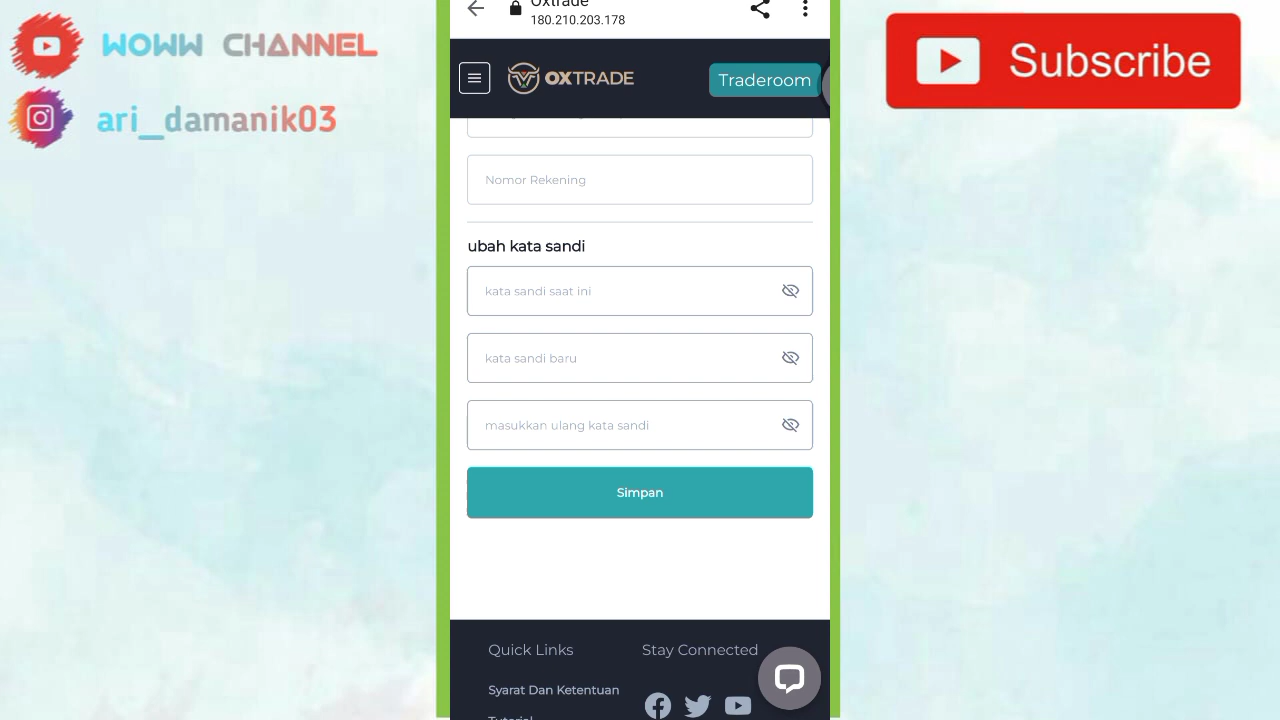 WOWW CHANNEL
ari_damanik03
Oxtrade
180.210.203.178
OXTRADE
Traderoom
Subscribe
Nomor Rekening
ubah kata sandi
kata sandi saat ini
kata sandi baru
masukkan ulang kata sandi
Simpan
Quick Links
Stay Connected
Syarat Dan Ketentuan
Tutorial